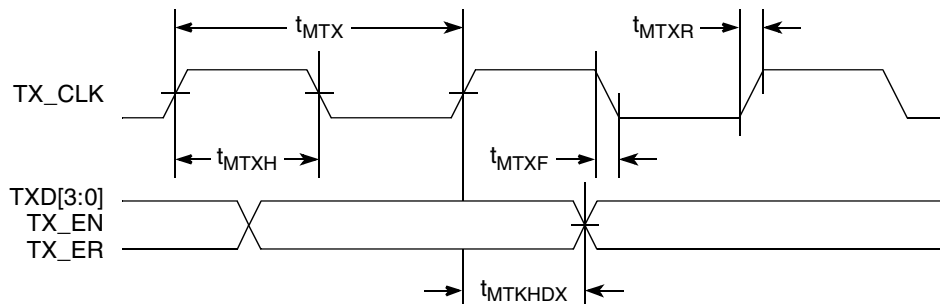 tMTX
tMTXR
TX_CLK
tMTXH
tMTXF
TXD[3:0]
TX_EN
TX_ER
tMTKHDX